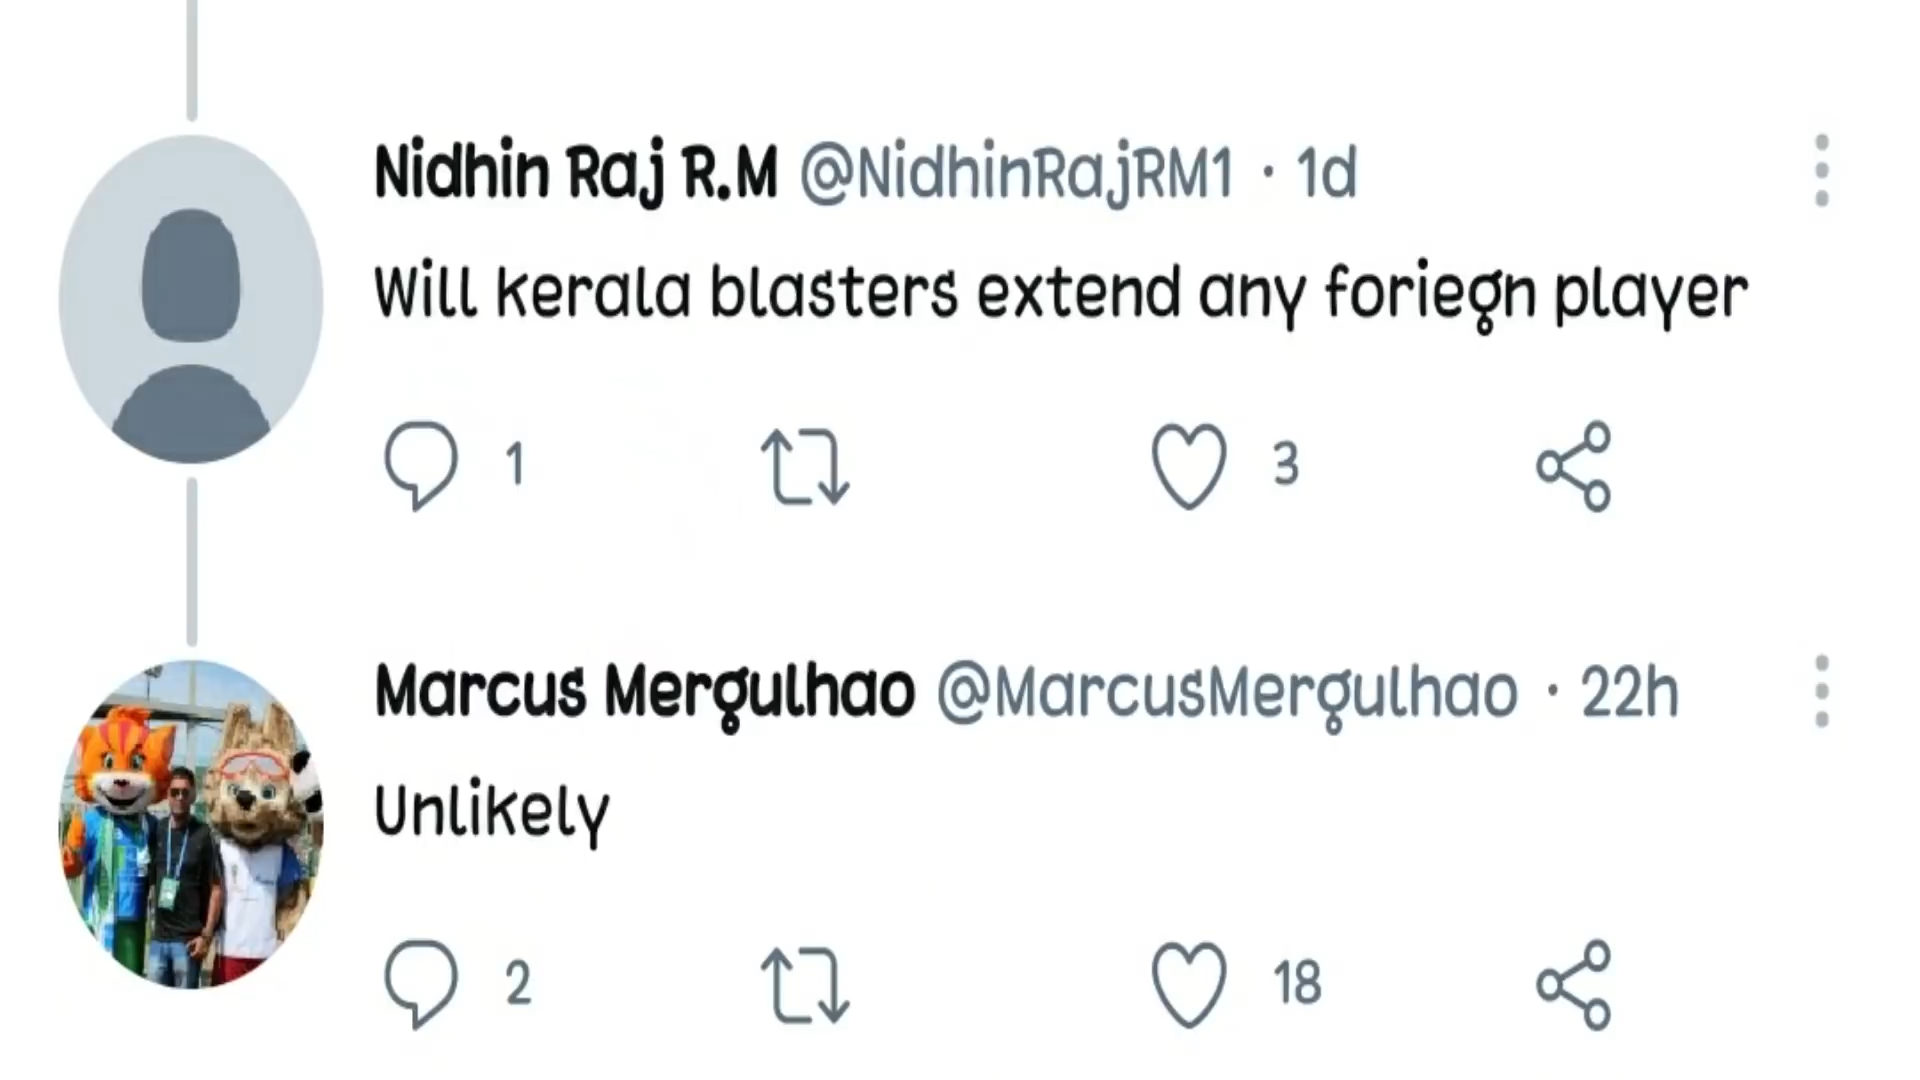 Nidhin Raj R.M @NidhinRajRM1 · 1d
Will kerala blasters extend any foriegn player
1 3
Marcus Mergulhao @MarcusMergulhao · 22h
Unlikely
2 18